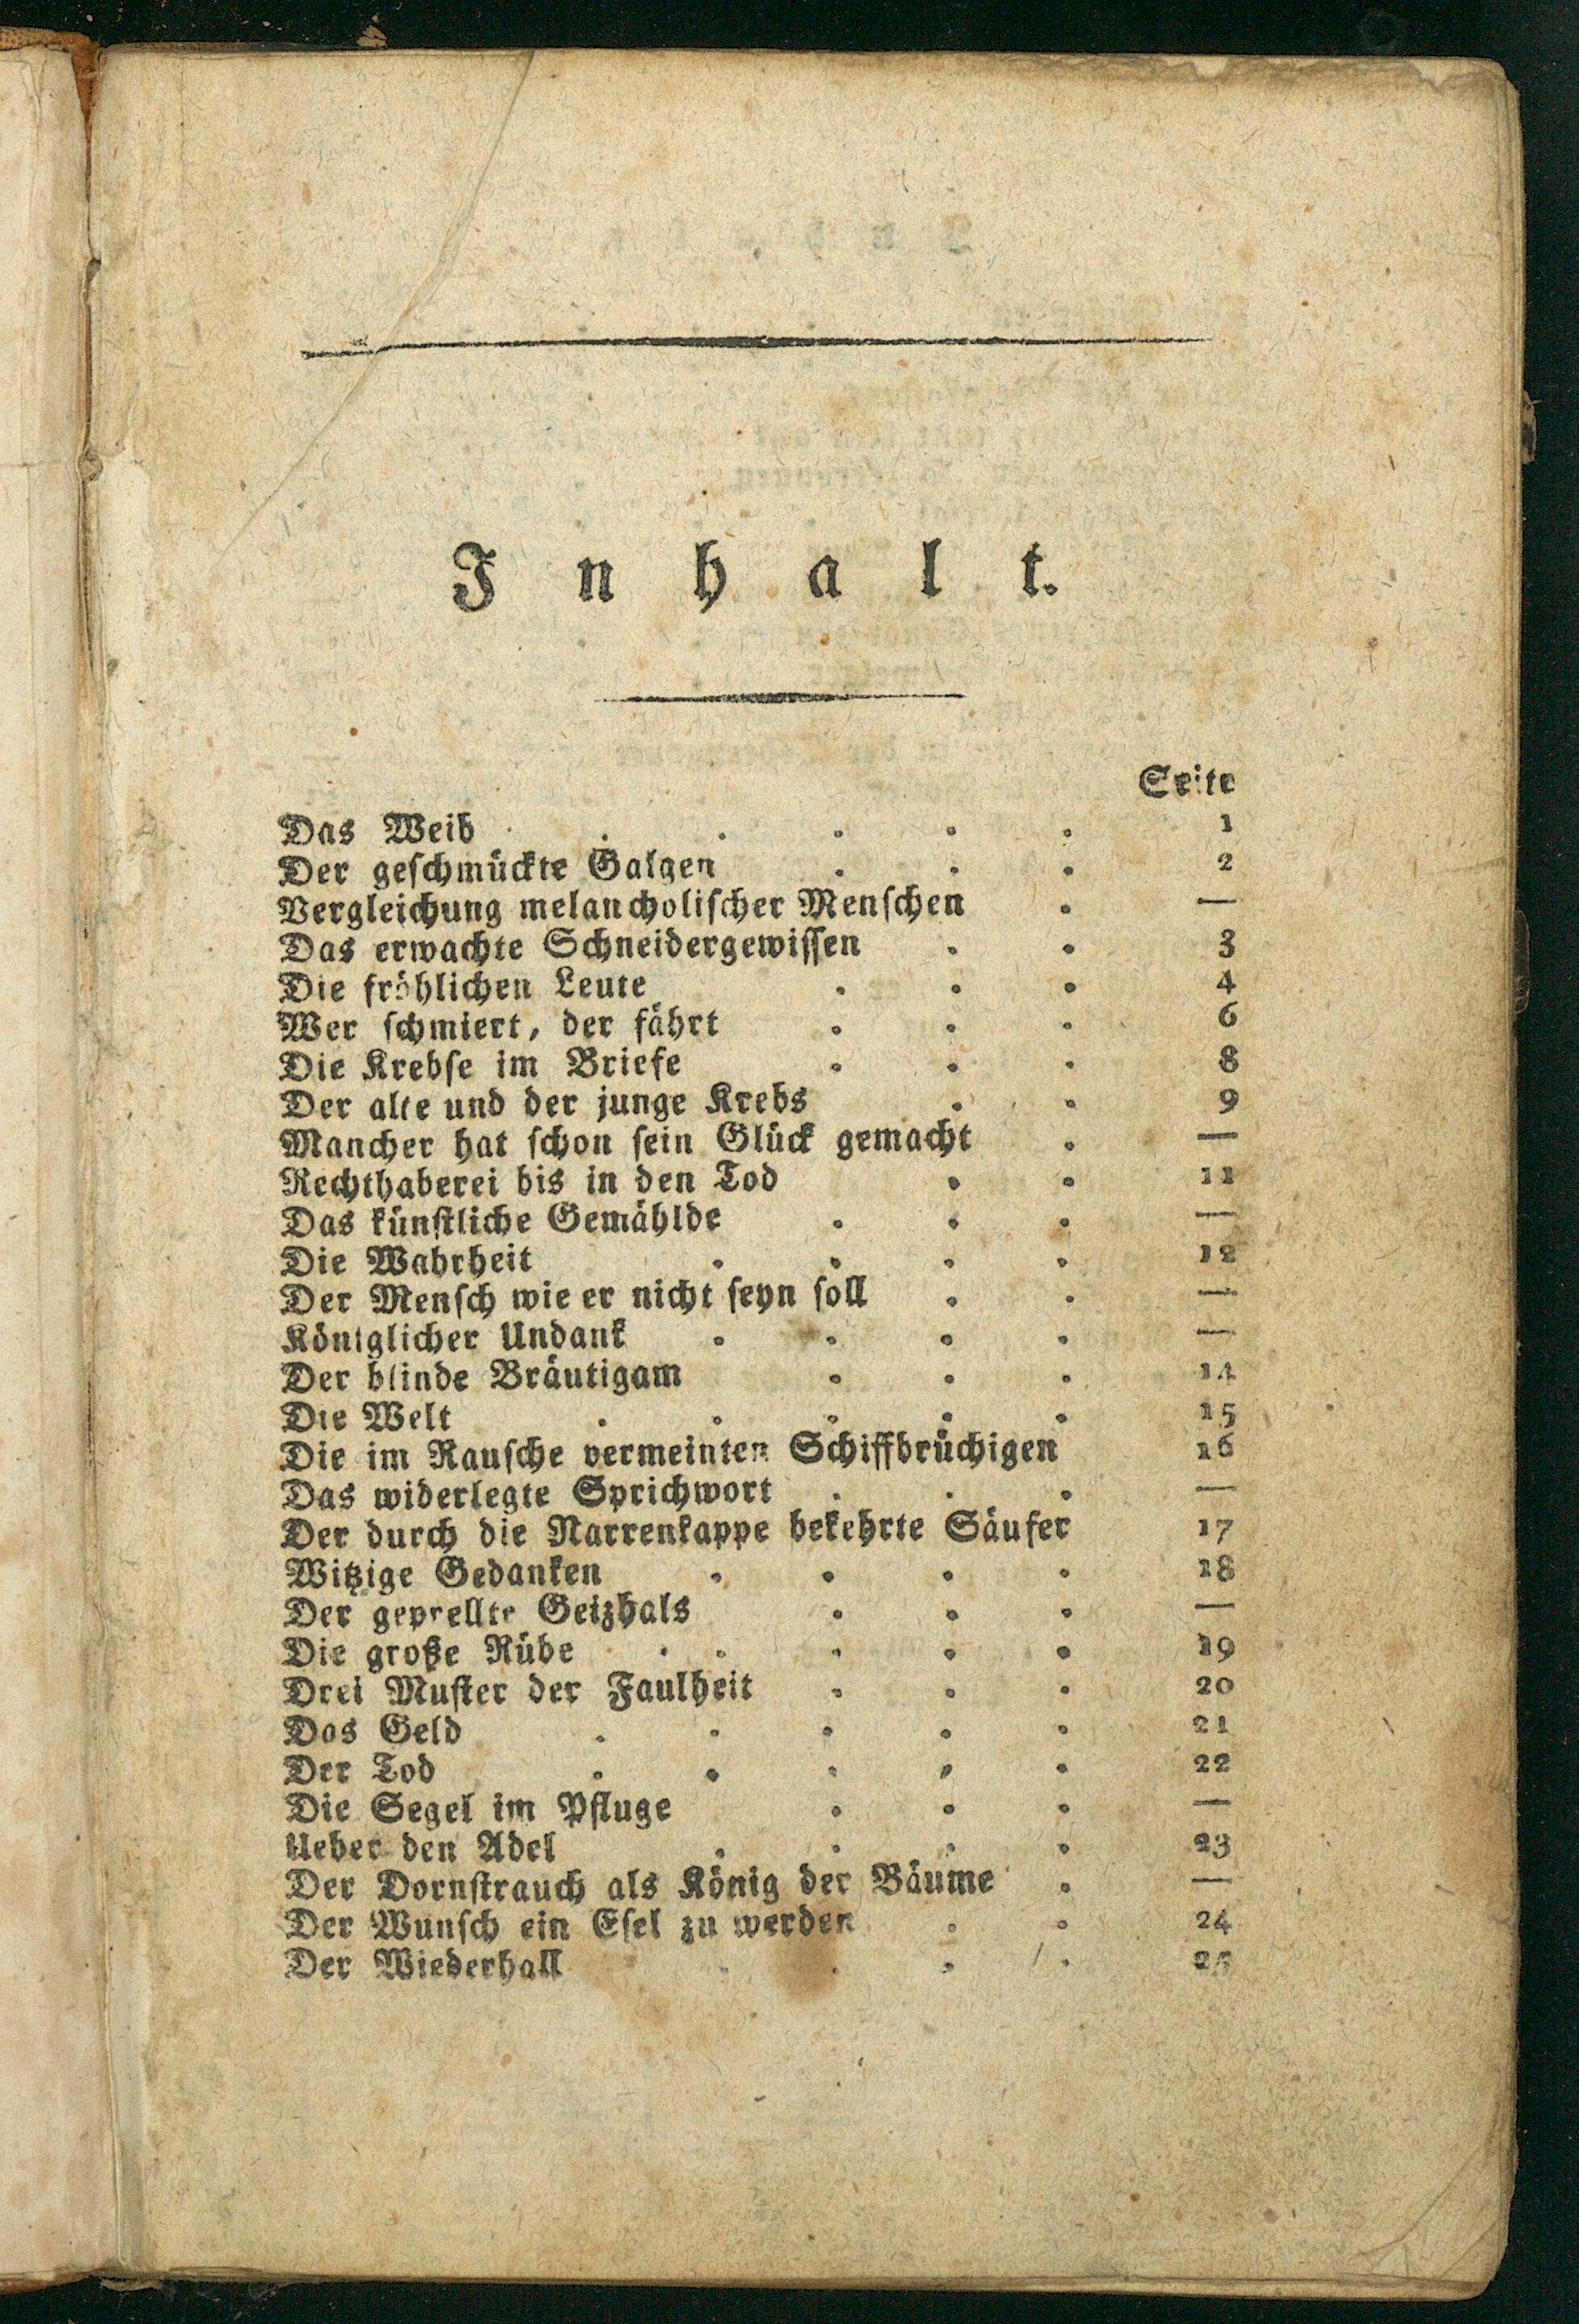 Inhalt.
Seite
Das Weib . . . . . 1
Der geschmückte Galgen . . . 2
Vergleichung melancholischer Menschen . —
Das erwachte Schneidergewissen . . 3
Die fröhlichen Leute . . . 4
Wer schmiert, der fährt . . . 6
Die Krebse im Briefe . . . 8
Der alte und der junge Krebs . . 9
Mancher hat schon sein Glück gemacht . —
Rechthaberei bis in den Tod . . 11
Das künstliche Gemählde . . . —
Die Wahrheit . . . . 12
Der Mensch wie er nicht seyn soll . . —
Königlicher Undank . . . . —
Der blinde Bräutigam . . . 14
Die Welt . . . . . 15
Die im Rausche vermeinten Schiffbrüchigen 16
Das widerlegte Sprichwort . . . —
Der durch die Narrenkappe bekehrte Säufer 17
Witzige Gedanken . . . . 18
Der geprellte Geizhals . . . —
Die große Rübe . . . . . 19
Drei Muster der Faulheit . . . 20
Das Geld . . . . . 21
Der Tod . . . . . 22
Die Segel im Pfluge . . . —
Ueber den Adel . . . . 23
Der Dornstrauch als König der Bäume . —
Der Wunsch ein Esel zu werden . . 24
Der Wiederhall . . . . 25